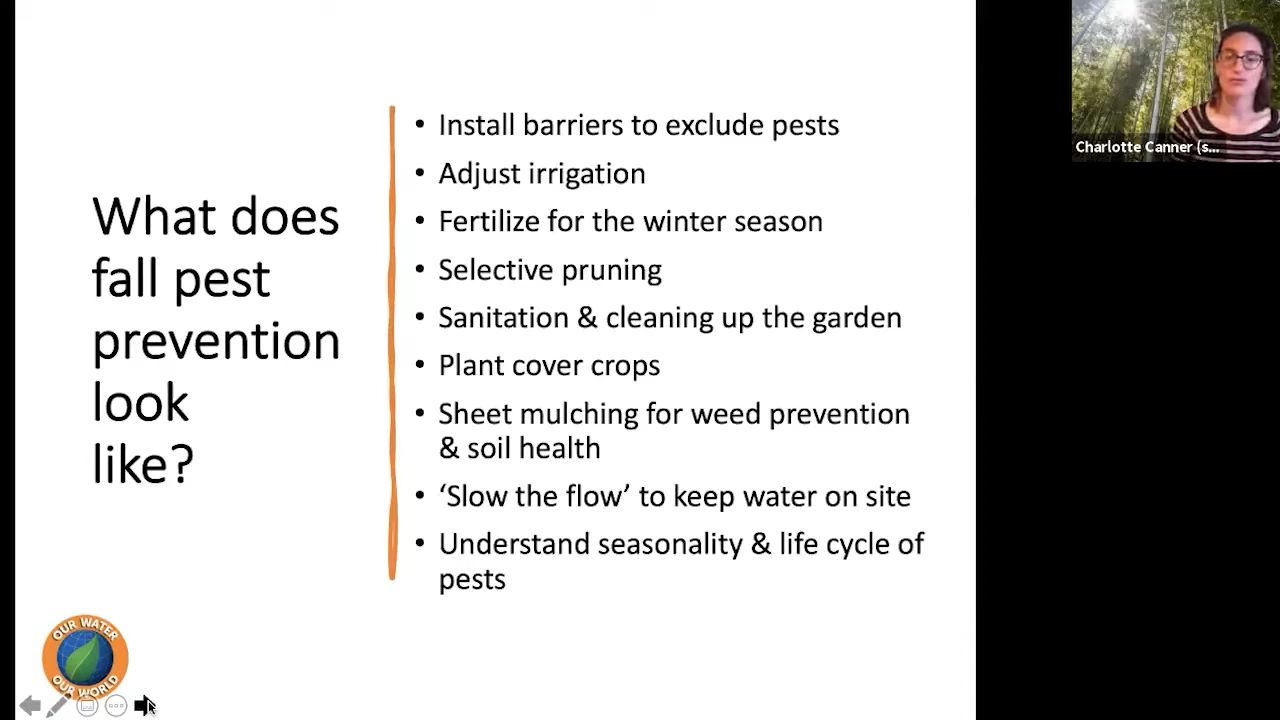 What does
fall pest
prevention
look
like?
• Install barriers to exclude pests
• Adjust irrigation
• Fertilize for the winter season
• Selective pruning
• Sanitation & cleaning up the garden
• Plant cover crops
• Sheet mulching for weed prevention
& soil health
• ‘Slow the flow’ to keep water on site
• Understand seasonality & life cycle of
pests
OUR WATER
OUR WORLD
Charlotte Canner (s...